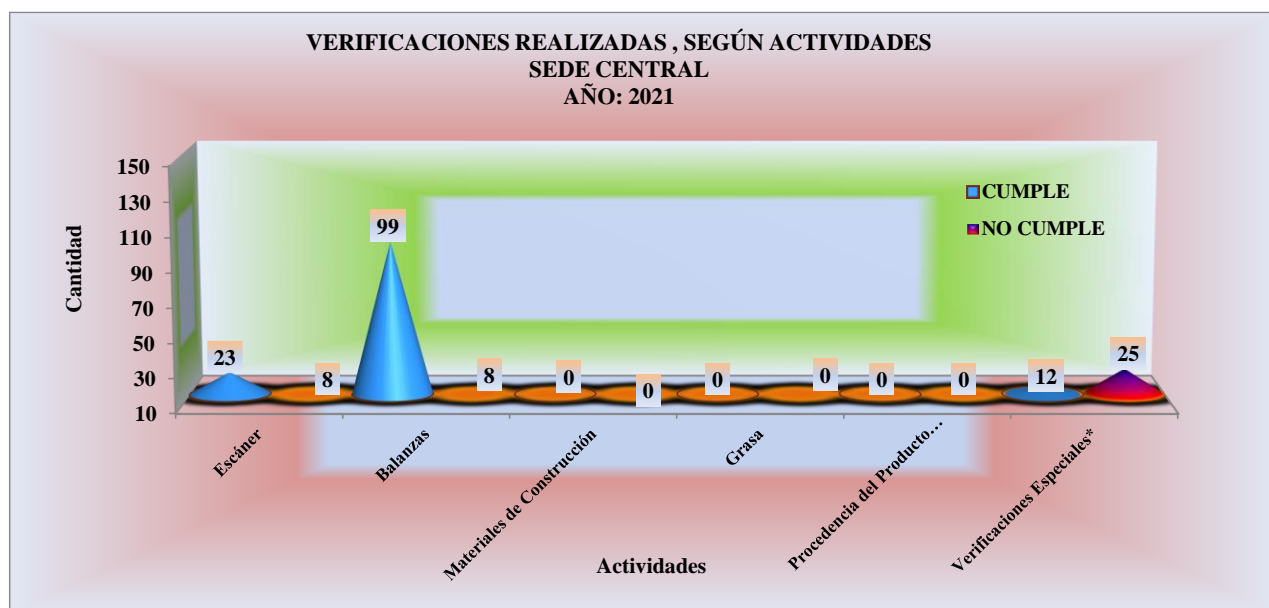 VERIFICACIONES REALIZADAS , SEGÚN ACTIVIDADES
SEDE CENTRAL
AÑO: 2021
Cantidad
150
130
110
90
70
50
30
10
CUMPLE
NO CUMPLE
23
8
99
8
0
0
0
0
0
0
12
25
Escáner
Balanzas
Materiales de Construcción
Grasa
Procedencia del Producto…
Verificaciones Especiales*
Actividades